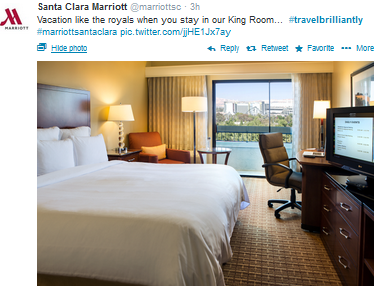 Santa Clara Marriott @marriottsc · 3h
Vacation like the royals when you stay in our King Room... #travelbrilliantly
#marriottsantaclara pic.twitter.com/jjHE1Jx7ay
Hide photo Reply Retweet Favorite More
MARRIOTT